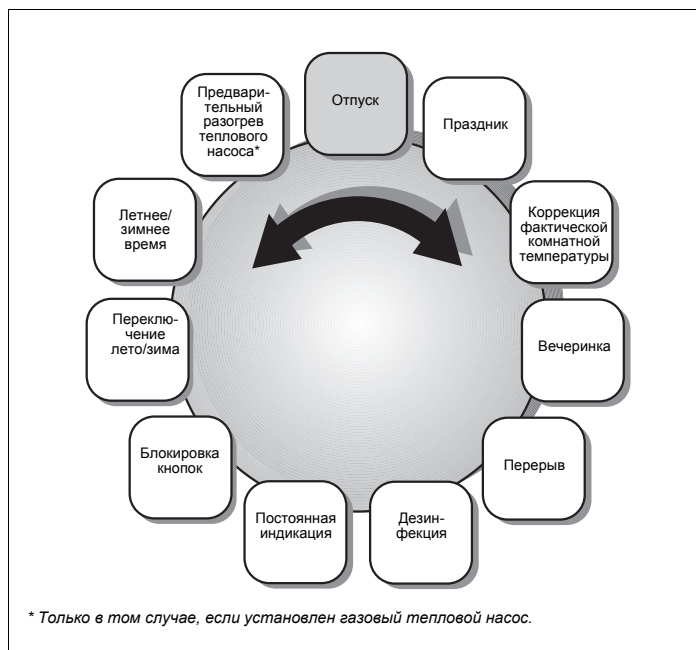 Предвари-
тельный
разогрев
теплового
насоса*
Отпуск
Праздник
Коррекция
фактической
комнатной
температуры
Вечеринка
Перерыв
Дезин-
фекция
Постоянная
индикация
Блокировка
кнопок
Переклю-
чение
лето/зима
Летнее/
зимнее
время
* Только в том случае, если установлен газовый тепловой насос.